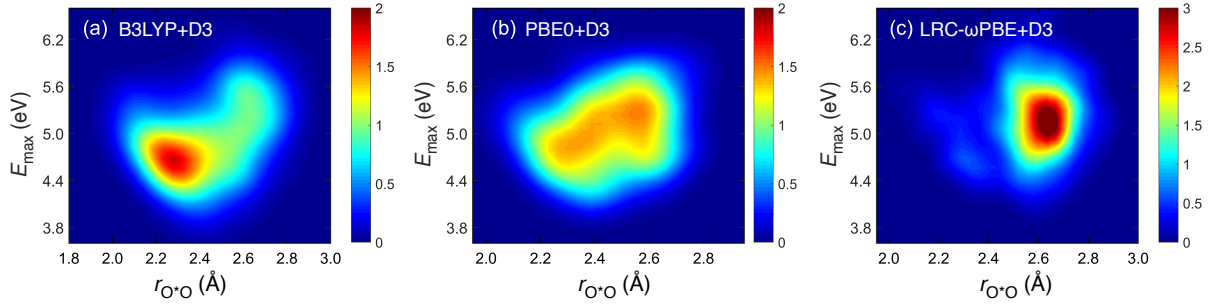 (a) B3LYP+D3
6.2
5.6
5.0
4.4
3.8
E_max (eV)
1.8 2.0 2.2 2.4 2.6 2.8 3.0
r_O*O (Å)
2
1.5
1
0.5
0
(b) PBE0+D3
6.2
5.6
5.0
4.4
3.8
E_max (eV)
2.0 2.2 2.4 2.6 2.8
r_O*O (Å)
2
1.5
1
0.5
0
(c) LRC-ωPBE+D3
6.2
5.6
5.0
4.4
3.8
E_max (eV)
2.0 2.2 2.4 2.6 2.8 3.0
r_O*O (Å)
3
2.5
2
1.5
1
0.5
0